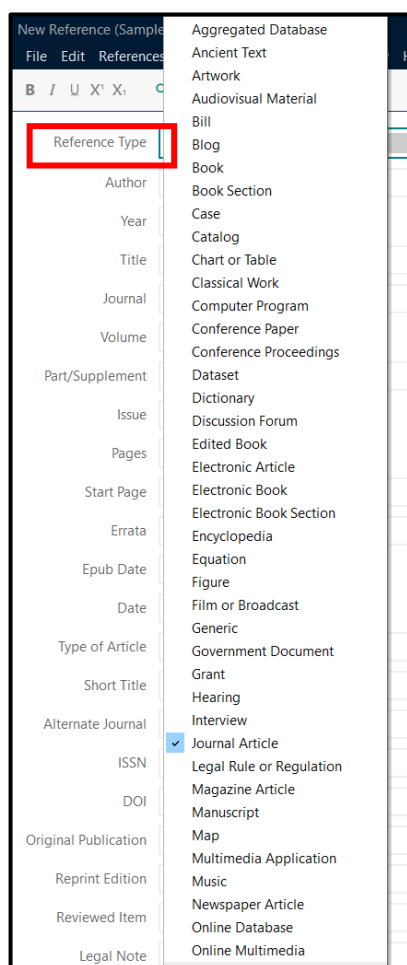 New Reference (Sample
File Edit References
B I U X¹ X₁
Reference Type
Author
Year
Title
Journal
Volume
Part/Supplement
Issue
Pages
Start Page
Errata
Epub Date
Date
Type of Article
Short Title
Alternate Journal
ISSN
DOI
Original Publication
Reprint Edition
Reviewed Item
Legal Note
Aggregated Database
Ancient Text
Artwork
Audiovisual Material
Bill
Blog
Book
Book Section
Case
Catalog
Chart or Table
Classical Work
Computer Program
Conference Paper
Conference Proceedings
Dataset
Dictionary
Discussion Forum
Edited Book
Electronic Article
Electronic Book
Electronic Book Section
Encyclopedia
Equation
Figure
Film or Broadcast
Generic
Government Document
Grant
Hearing
Interview
Journal Article
Legal Rule or Regulation
Magazine Article
Manuscript
Map
Multimedia Application
Music
Newspaper Article
Online Database
Online Multimedia